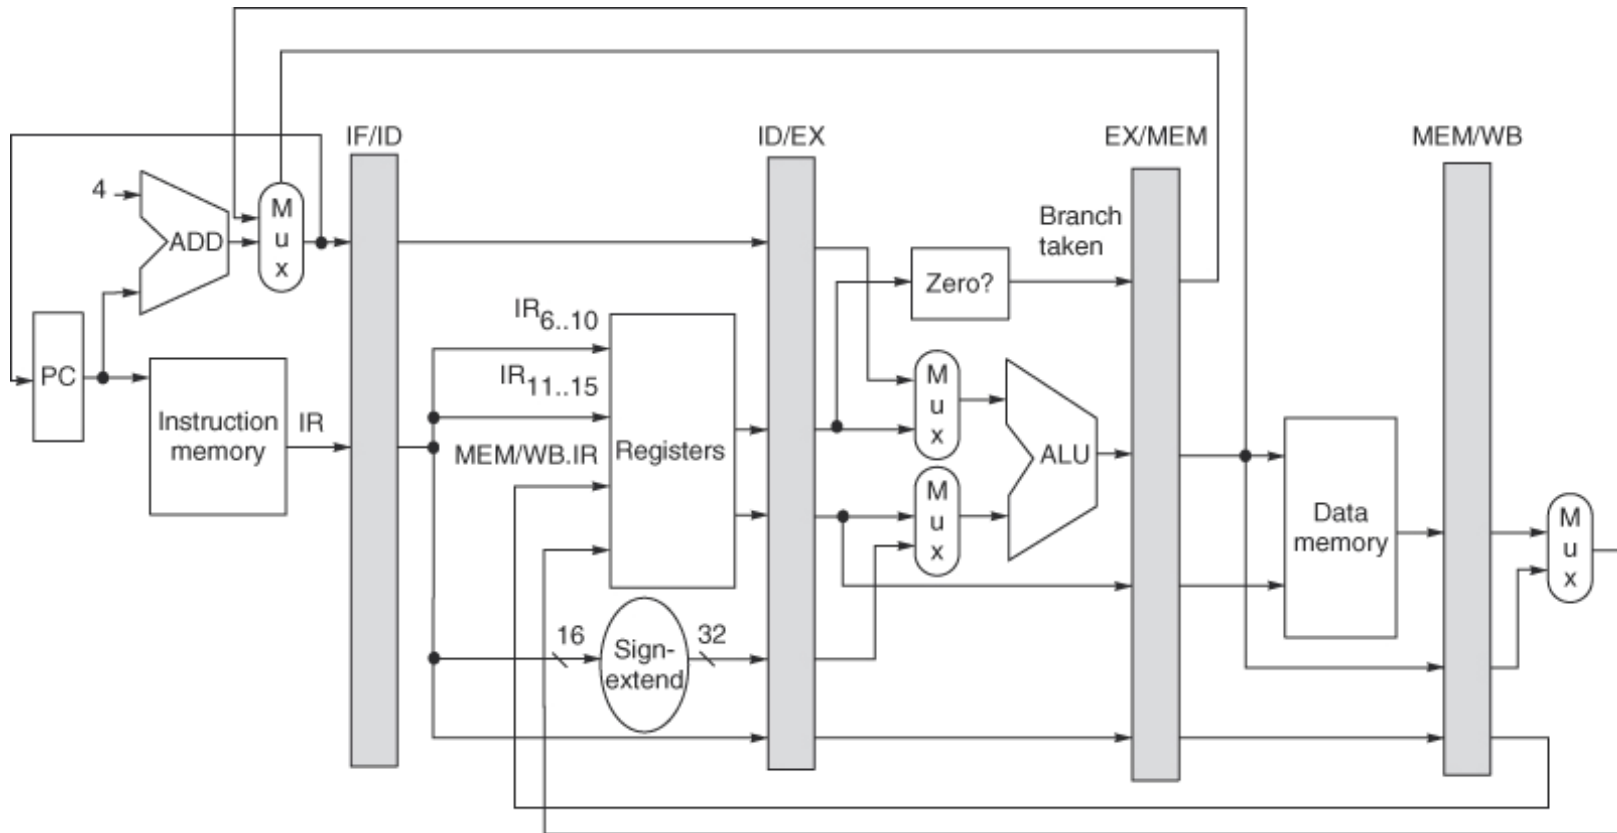 IF/ID
ID/EX
EX/MEM
MEM/WB
4
ADD
M
u
x
Branch
taken
Zero?
IR6..10
PC
IR11..15
M
u
x
Instruction
memory
IR
MEM/WB.IR
Registers
ALU
M
u
x
Data
memory
M
u
x
16
Sign-
extend
32